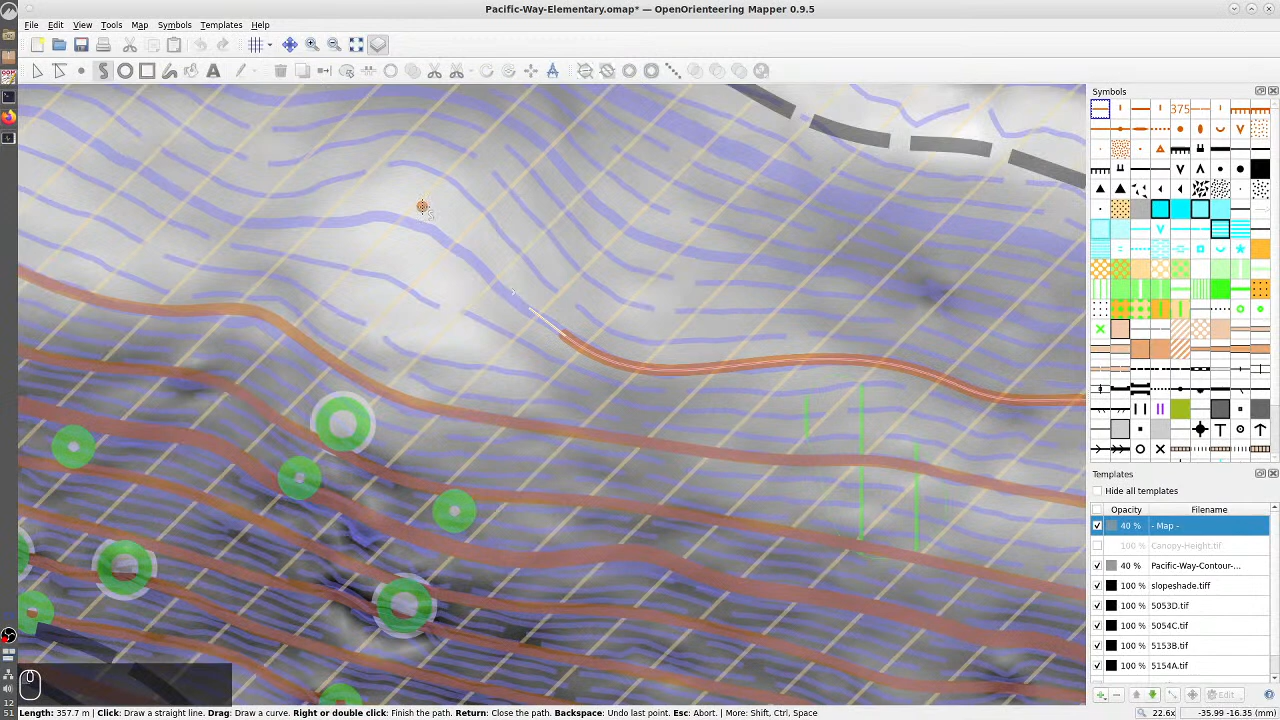 Pacific-Way-Elementary.omap* — OpenOrienteering Mapper 0.9.5
File Edit View Tools Map Symbols Templates Help
Symbols
375
Templates
Hide all templates
Opacity Filename
40 % - Map -
100 % Canopy-Height.tif
40 % Pacific-Way-Contour-...
100 % slopeshade.tiff
100 % 5053D.tif
100 % 5054C.tif
100 % 5153B.tif
100 % 5154A.tif
Edit
12
51
Length: 357.7 m | Click: Draw a straight line. Drag: Draw a curve. Right or double click: Finish the path. Return: Close the path. Backspace: Undo last point. Esc: Abort. | More: Shift, Ctrl, Space
22.6x
-35.99 -16.35 (mm)